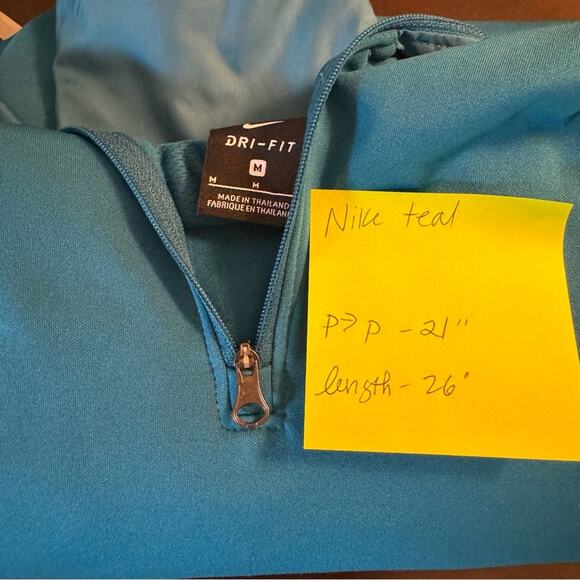 DRI-FIT
M
M
M
MADE IN THAILAND
FABRIQUE EN THAILAND
Nike teal
P→P - 21"
length - 26"